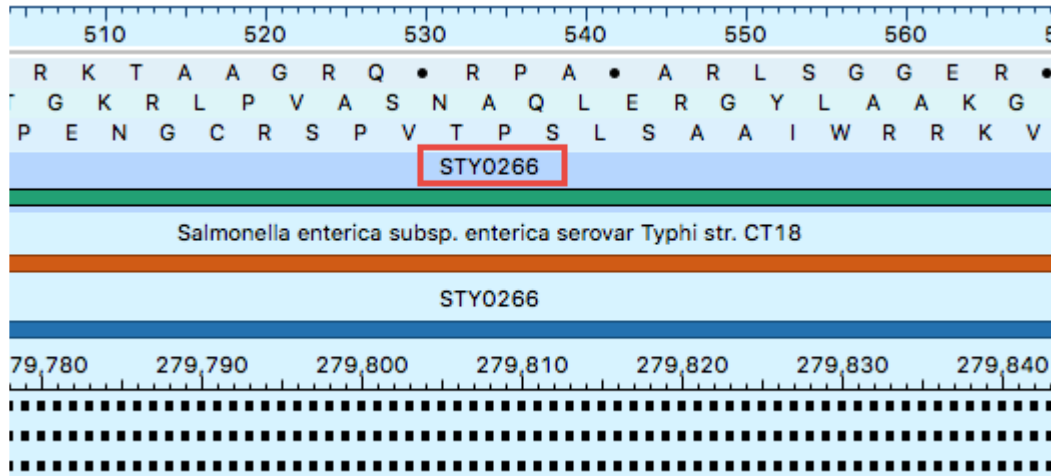 510 520 530 540 550 560
R K T A A G R Q • R P A • A R L S G G E R •
G K R L P V A S N A Q L E R G Y L A A K G
P E N G C R S P V T P S L S A A I W R R K V
STY0266
Salmonella enterica subsp. enterica serovar Typhi str. CT18
STY0266
79,780 279,790 279,800 279,810 279,820 279,830 279,840